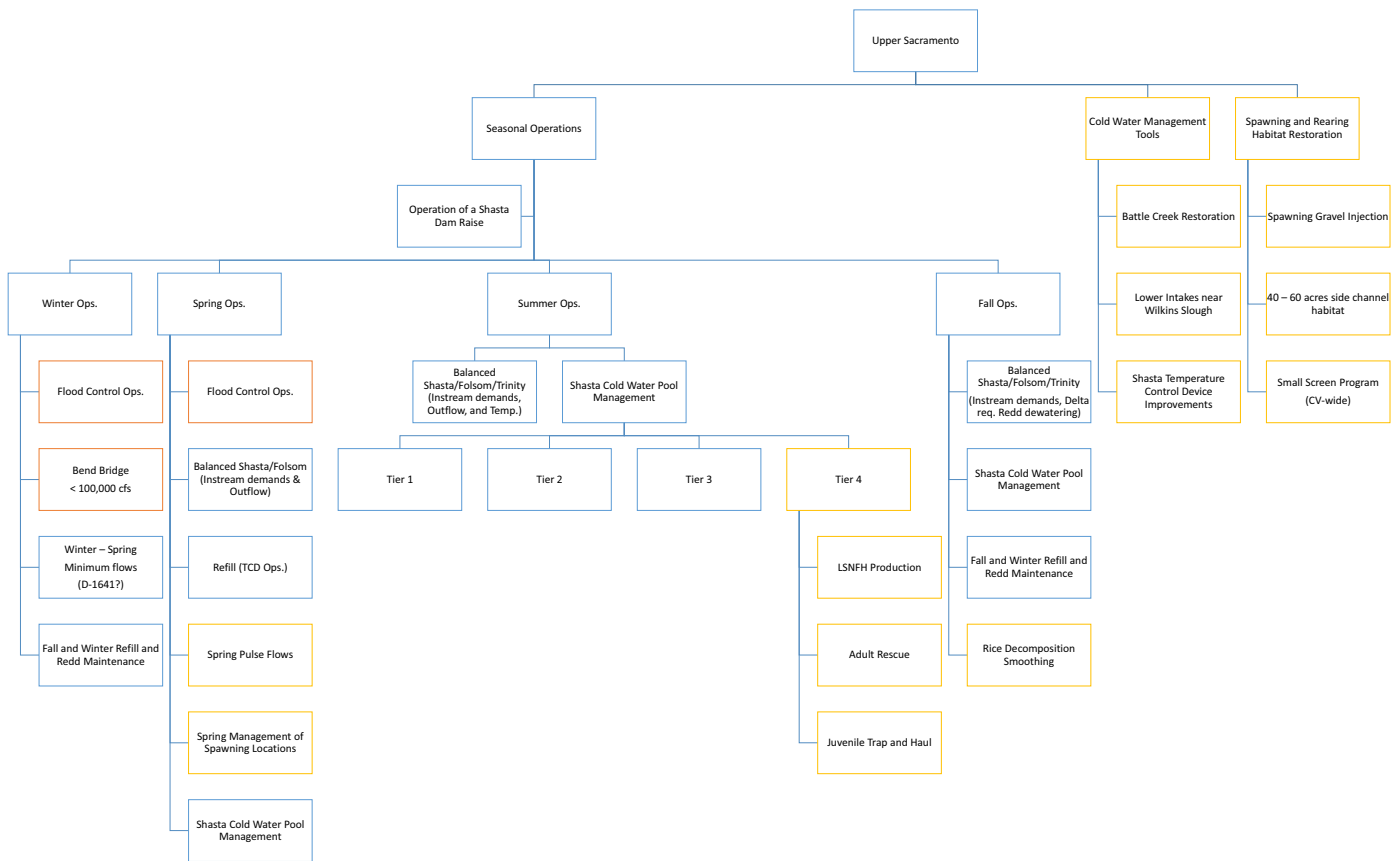 Upper Sacramento
Seasonal Operations
Cold Water Management
Tools
Spawning and Rearing
Habitat Restoration
Operation of a Shasta
Dam Raise
Battle Creek Restoration
Spawning Gravel Injection
Winter Ops.
Spring Ops.
Summer Ops.
Fall Ops.
Lower Intakes near
Wilkins Slough
40 – 60 acres side channel
habitat
Flood Control Ops.
Flood Control Ops.
Balanced
Shasta/Folsom/Trinity
(Instream demands,
Outflow, and Temp.)
Shasta Cold Water Pool
Management
Balanced
Shasta/Folsom/Trinity
(Instream demands, Delta
req. Redd dewatering)
Shasta Temperature
Control Device
Improvements
Small Screen Program
(CV-wide)
Bend Bridge
< 100,000 cfs
Balanced Shasta/Folsom
(Instream demands &
Outflow)
Tier 1
Tier 2
Tier 3
Tier 4
Shasta Cold Water Pool
Management
Winter – Spring
Minimum flows
(D-1641?)
Refill (TCD Ops.)
LSNFH Production
Fall and Winter Refill and
Redd Maintenance
Fall and Winter Refill and
Redd Maintenance
Spring Pulse Flows
Adult Rescue
Rice Decomposition
Smoothing
Spring Management of
Spawning Locations
Juvenile Trap and Haul
Shasta Cold Water Pool
Management